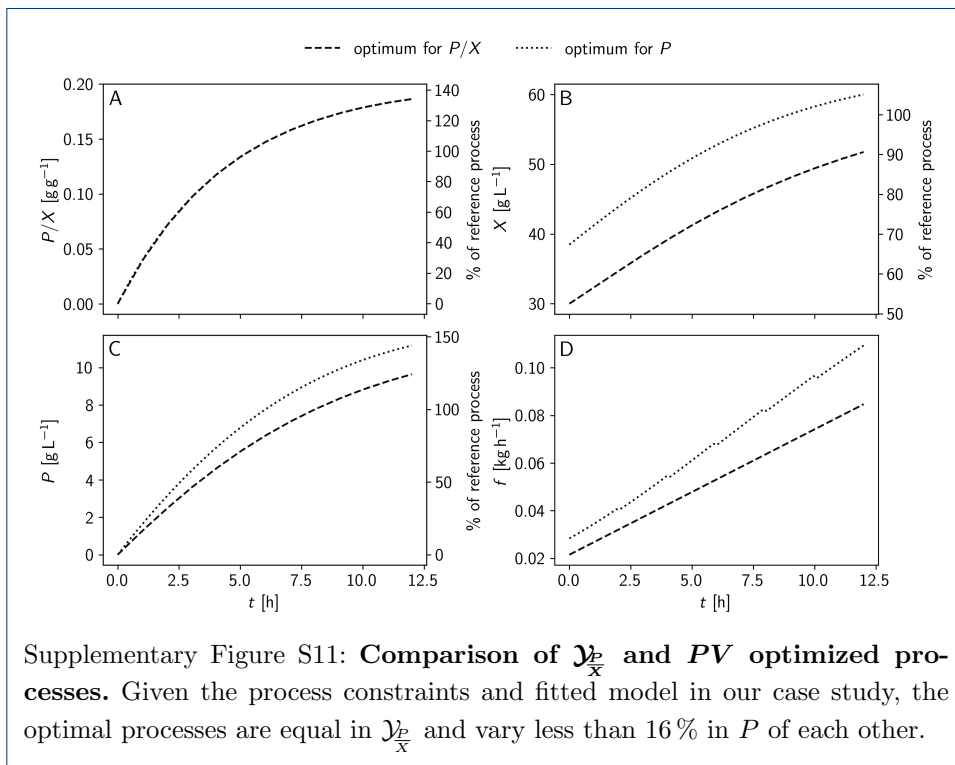 optimum for P/X optimum for P
A
0.20
0.15
0.10
0.05
0.00
P/X [g g⁻¹]
140
120
100
80
60
40
20
0
% of reference process
B
60
50
40
30
X [g L⁻¹]
100
90
80
70
60
50
% of reference process
C
10
8
6
4
2
0
P [g L⁻¹]
150
100
50
0
% of reference process
0.0 2.5 5.0 7.5 10.0 12.5
t [h]
D
0.10
0.08
0.06
0.04
0.02
f [kg h⁻¹]
0.0 2.5 5.0 7.5 10.0 12.5
t [h]
Supplementary Figure S11: Comparison of 𝒴_P/X and PV optimized pro-
cesses. Given the process constraints and fitted model in our case study, the
optimal processes are equal in 𝒴_P/X and vary less than 16 % in P of each other.